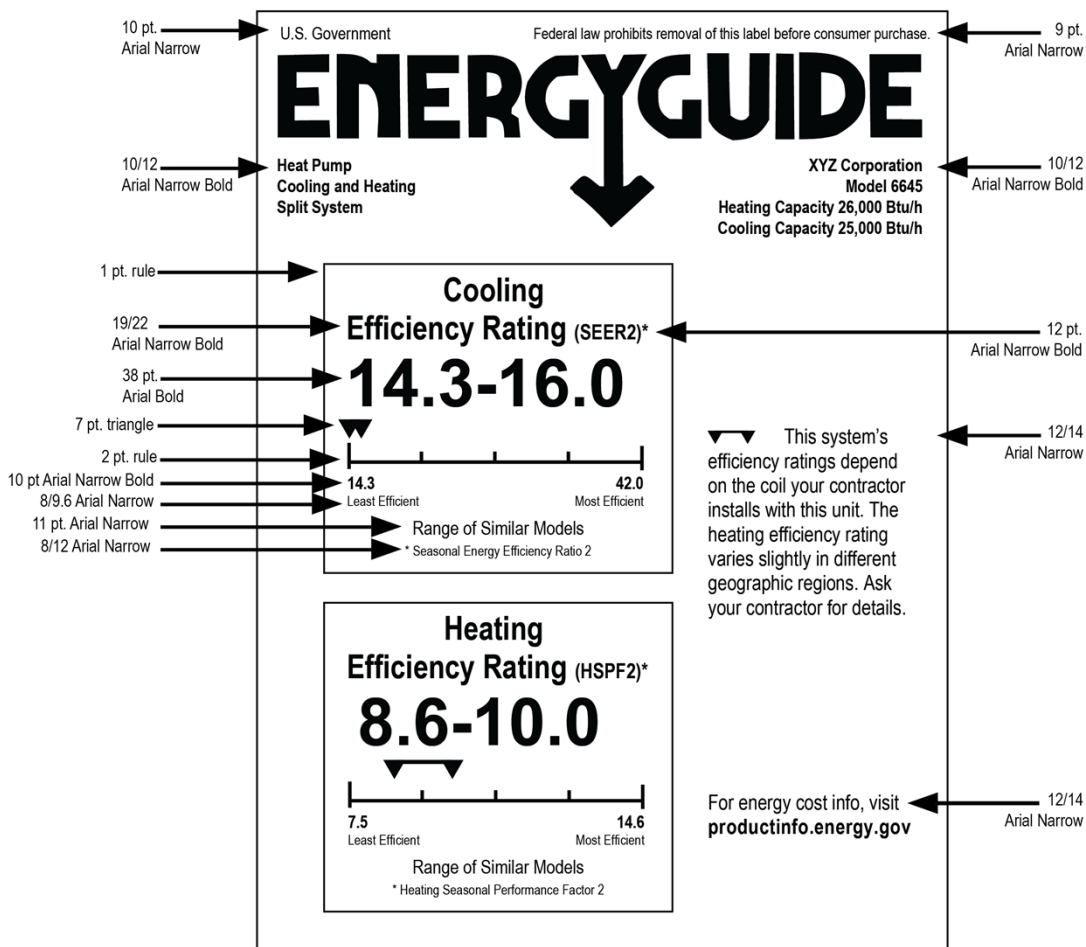 10 pt.
Arial Narrow
U.S. Government
Federal law prohibits removal of this label before consumer purchase.
9 pt.
Arial Narrow
ENERGYGUIDE
10/12
Arial Narrow Bold
Heat Pump
Cooling and Heating
Split System
XYZ Corporation
Model 6645
Heating Capacity 26,000 Btu/h
Cooling Capacity 25,000 Btu/h
10/12
Arial Narrow Bold
1 pt. rule
19/22
Arial Narrow Bold
38 pt.
Arial Bold
7 pt. triangle
2 pt. rule
10 pt Arial Narrow Bold
8/9.6 Arial Narrow
11 pt. Arial Narrow
8/12 Arial Narrow
Cooling
Efficiency Rating (SEER2)*
14.3-16.0
14.3
42.0
Least Efficient
Most Efficient
Range of Similar Models
* Seasonal Energy Efficiency Ratio 2
12 pt.
Arial Narrow Bold
This system's
efficiency ratings depend
on the coil your contractor
installs with this unit. The
heating efficiency rating
varies slightly in different
geographic regions. Ask
your contractor for details.
12/14
Arial Narrow
Heating
Efficiency Rating (HSPF2)*
8.6-10.0
7.5
14.6
Least Efficient
Most Efficient
Range of Similar Models
* Heating Seasonal Performance Factor 2
For energy cost info, visit
productinfo.energy.gov
12/14
Arial Narrow